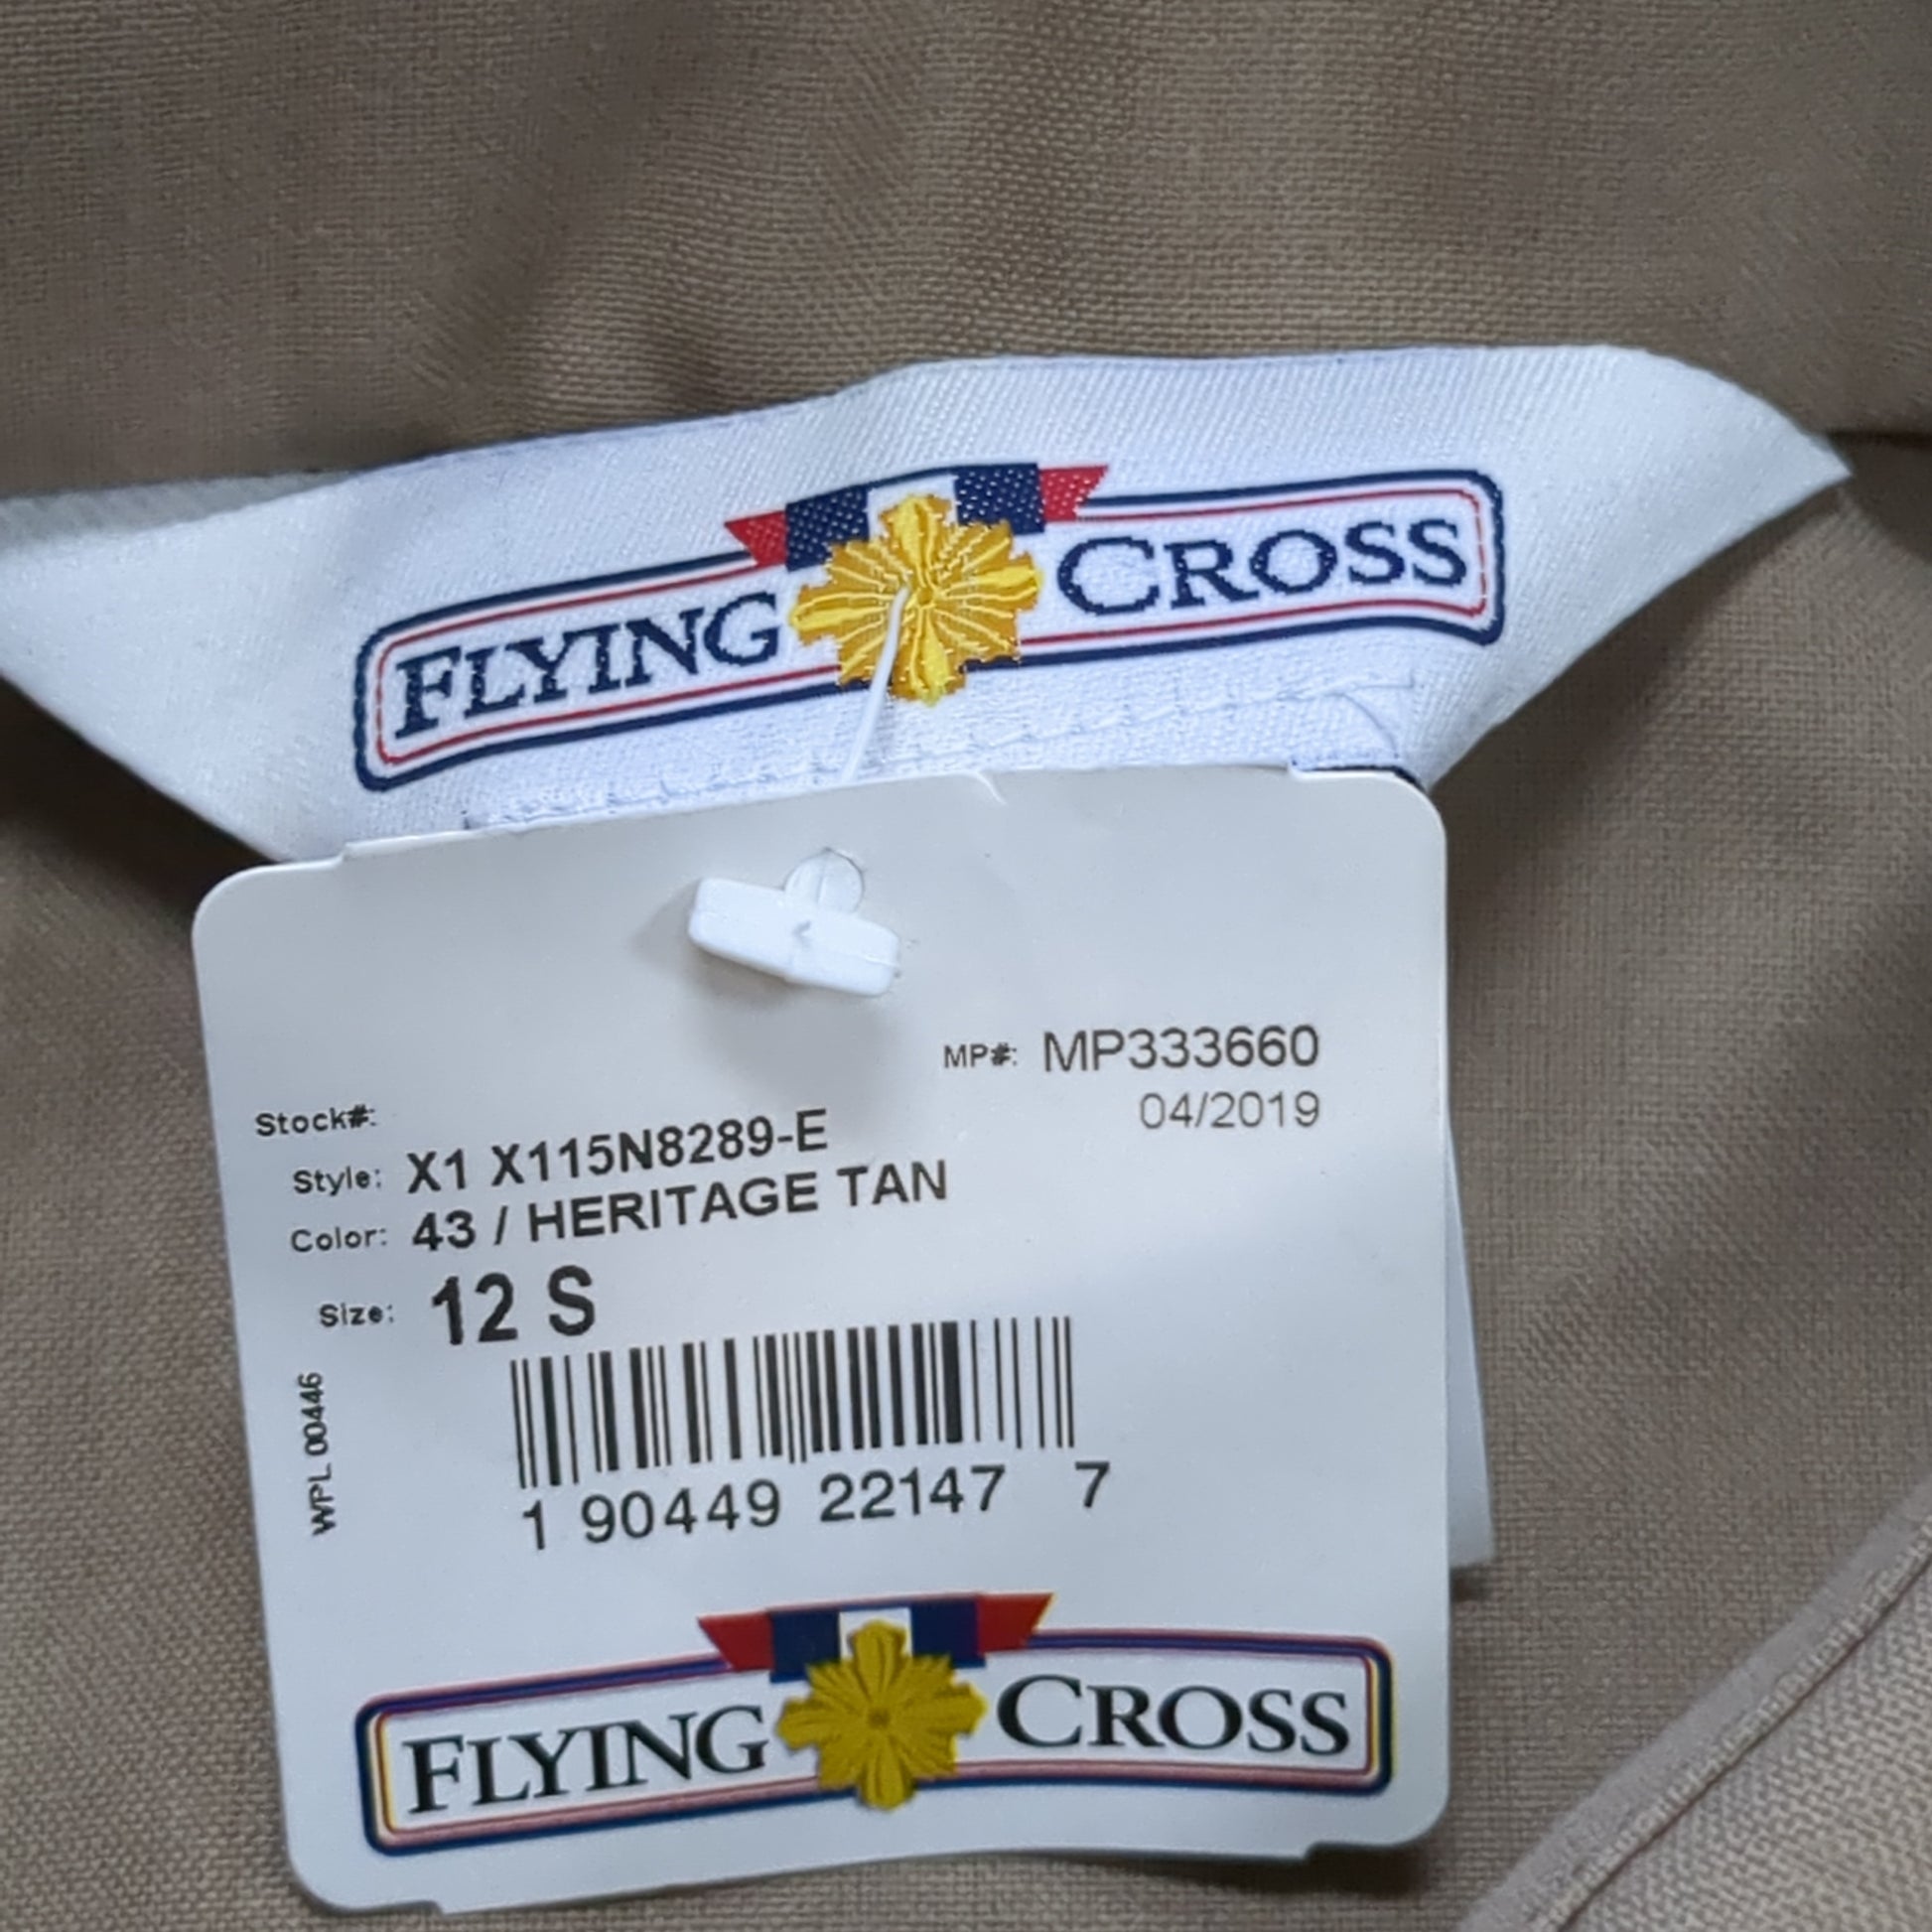 FLYING CROSS
MP#: MP333660
04/2019
Stock#:
Style: X1 X115N8289-E
Color: 43 / HERITAGE TAN
Size: 12 S
WPL 00446
1 90449 22147 7
FLYING CROSS